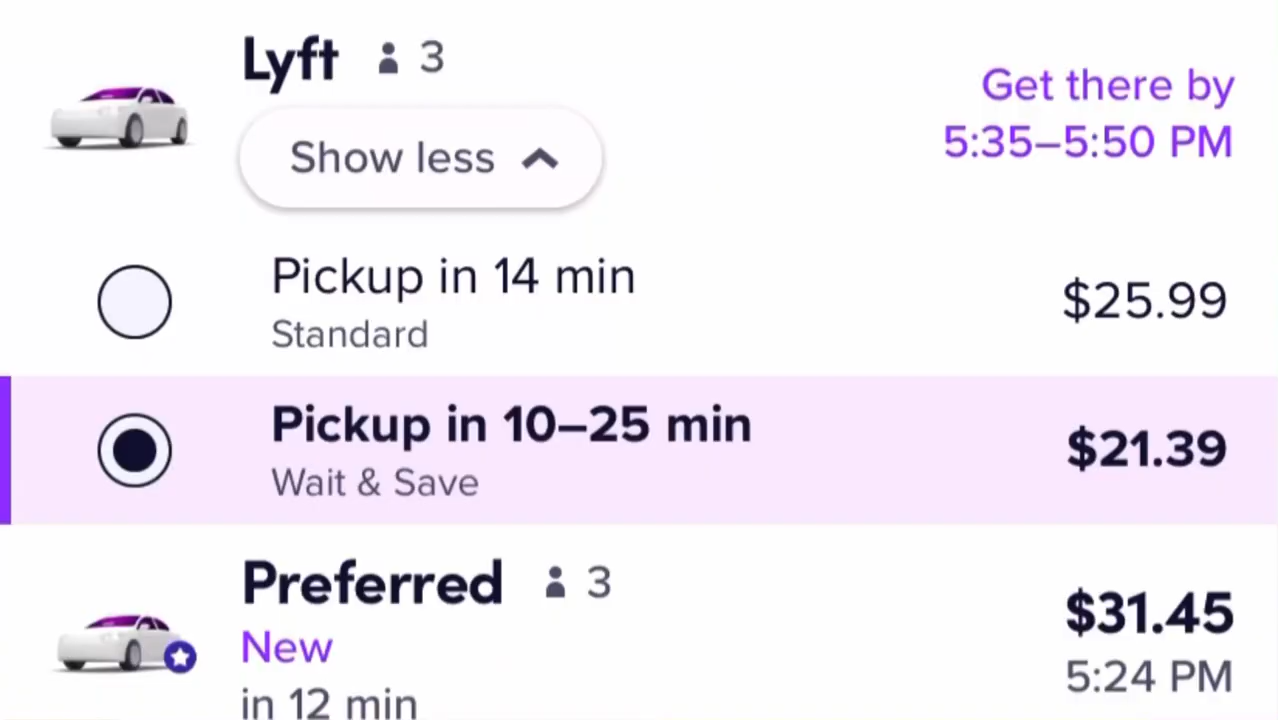 Lyft 3
Show less
Get there by
5:35–5:50 PM
Pickup in 14 min
Standard
$25.99
Pickup in 10–25 min
Wait & Save
$21.39
Preferred 3
New
in 12 min
$31.45
5:24 PM